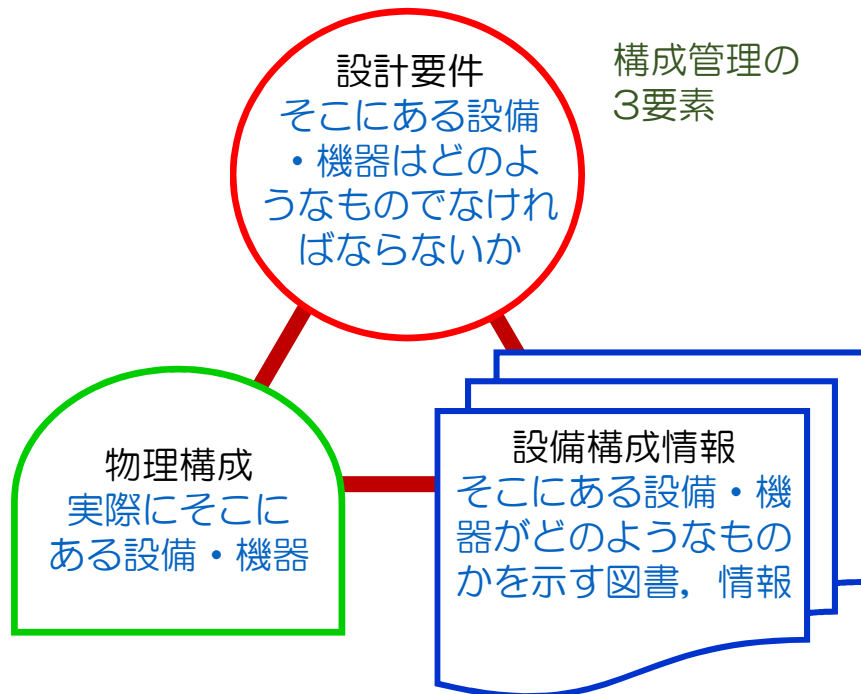 構成管理の
3要素
設計要件
そこにある設備
・機器はどのよ
うなものでなけれ
ばならないか
物理構成
実際にそこに
ある設備・機器
設備構成情報
そこにある設備・機
器がどのようなもの
かを示す図書，情報